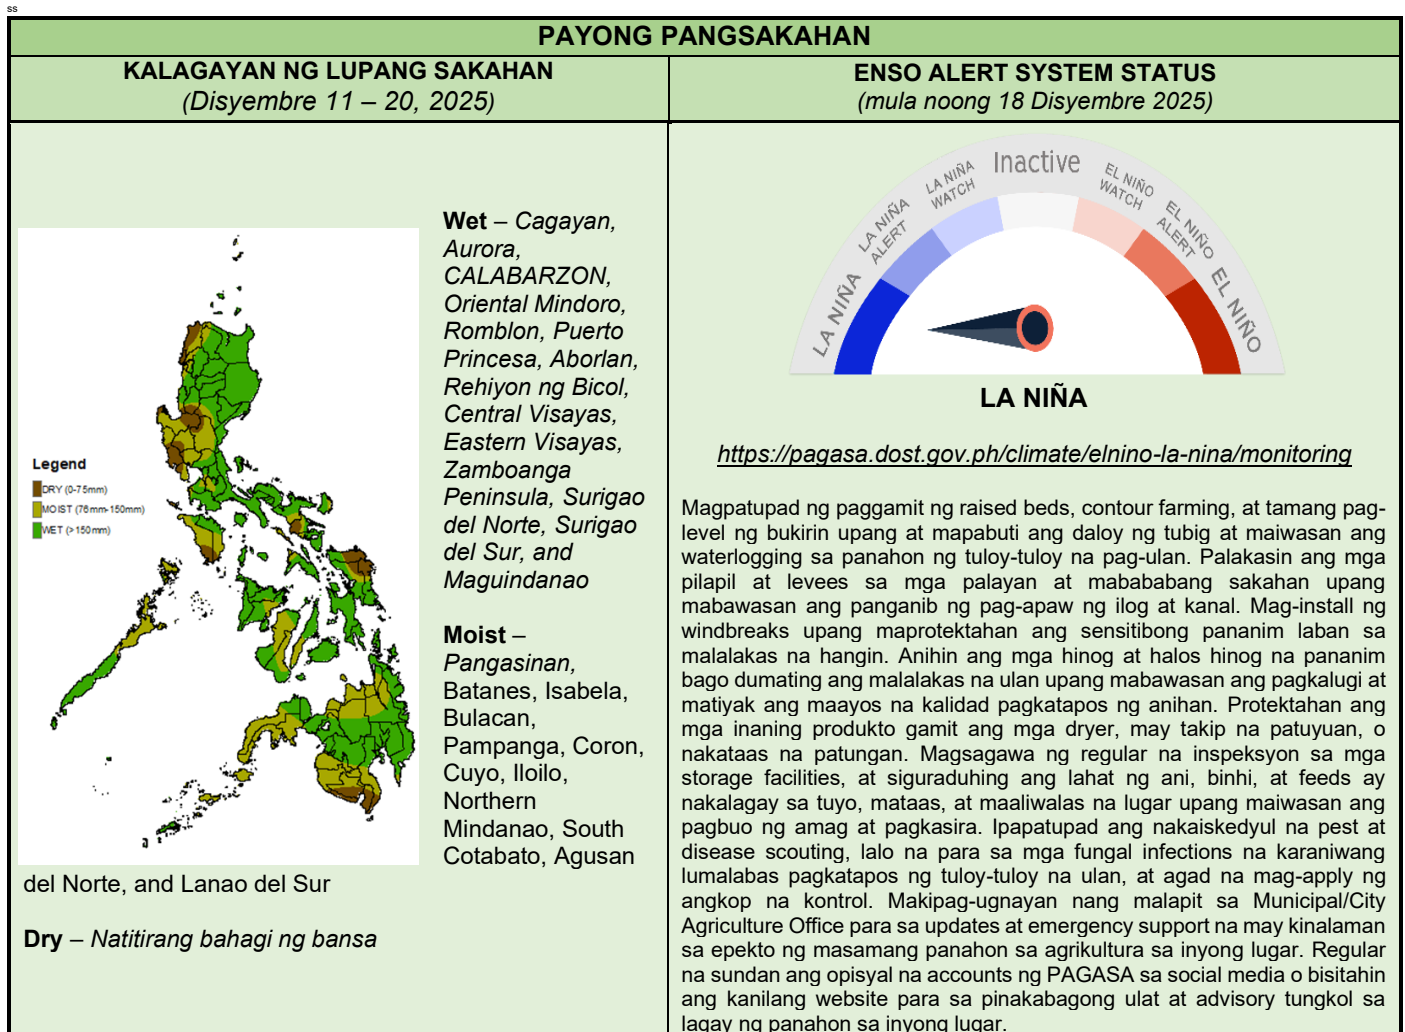 ss
PAYONG PANGSAKAHAN
KALAGAYAN NG LUPANG SAKAHAN
(Disyembre 11 – 20, 2025)
ENSO ALERT SYSTEM STATUS
(mula noong 18 Disyembre 2025)
Legend
DRY (0-75mm)
MOIST (76mm-150mm)
WET (>150mm)
Wet – Cagayan,
Aurora,
CALABARZON,
Oriental Mindoro,
Romblon, Puerto
Princesa, Aborlan,
Rehiyon ng Bicol,
Central Visayas,
Eastern Visayas,
Zamboanga
Peninsula, Surigao
del Norte, Surigao
del Sur, and
Maguindanao
Moist –
Pangasinan,
Batanes, Isabela,
Bulacan,
Pampanga, Coron,
Cuyo, Iloilo,
Northern
Mindanao, South
Cotabato, Agusan
del Norte, and Lanao del Sur
Dry – Natitirang bahagi ng bansa
LA NIÑA
LA NIÑA
ALERT
LA NIÑA
WATCH
Inactive
EL NIÑO
WATCH
EL NIÑO
ALERT
EL NIÑO
LA NIÑA
https://pagasa.dost.gov.ph/climate/elnino-la-nina/monitoring
Magpatupad ng paggamit ng raised beds, contour farming, at tamang pag-
level ng bukirin upang at mapabuti ang daloy ng tubig at maiwasan ang
waterlogging sa panahon ng tuloy-tuloy na pag-ulan. Palakasin ang mga
pilapil at levees sa mga palayan at mabababang sakahan upang
mabawasan ang panganib ng pag-apaw ng ilog at kanal. Mag-install ng
windbreaks upang maprotektahan ang sensitibong pananim laban sa
malalakas na hangin. Anihin ang mga hinog at halos hinog na pananim
bago dumating ang malalakas na ulan upang mabawasan ang pagkalugi at
matiyak ang maayos na kalidad pagkatapos ng anihan. Protektahan ang
mga inaning produkto gamit ang mga dryer, may takip na patuyuan, o
nakataas na patungan. Magsagawa ng regular na inspeksyon sa mga
storage facilities, at siguraduhing ang lahat ng ani, binhi, at feeds ay
nakalagay sa tuyo, mataas, at maaliwalas na lugar upang maiwasan ang
pagbuo ng amag at pagkasira. Ipapatupad ang nakaiskedyul na pest at
disease scouting, lalo na para sa mga fungal infections na karaniwang
lumalabas pagkatapos ng tuloy-tuloy na ulan, at agad na mag-apply ng
angkop na kontrol. Makipag-ugnayan nang malapit sa Municipal/City
Agriculture Office para sa updates at emergency support na may kinalaman
sa epekto ng masamang panahon sa agrikultura sa inyong lugar. Regular
na sundan ang opisyal na accounts ng PAGASA sa social media o bisitahin
ang kanilang website para sa pinakabagong ulat at advisory tungkol sa
lagay ng panahon sa inyong lugar.